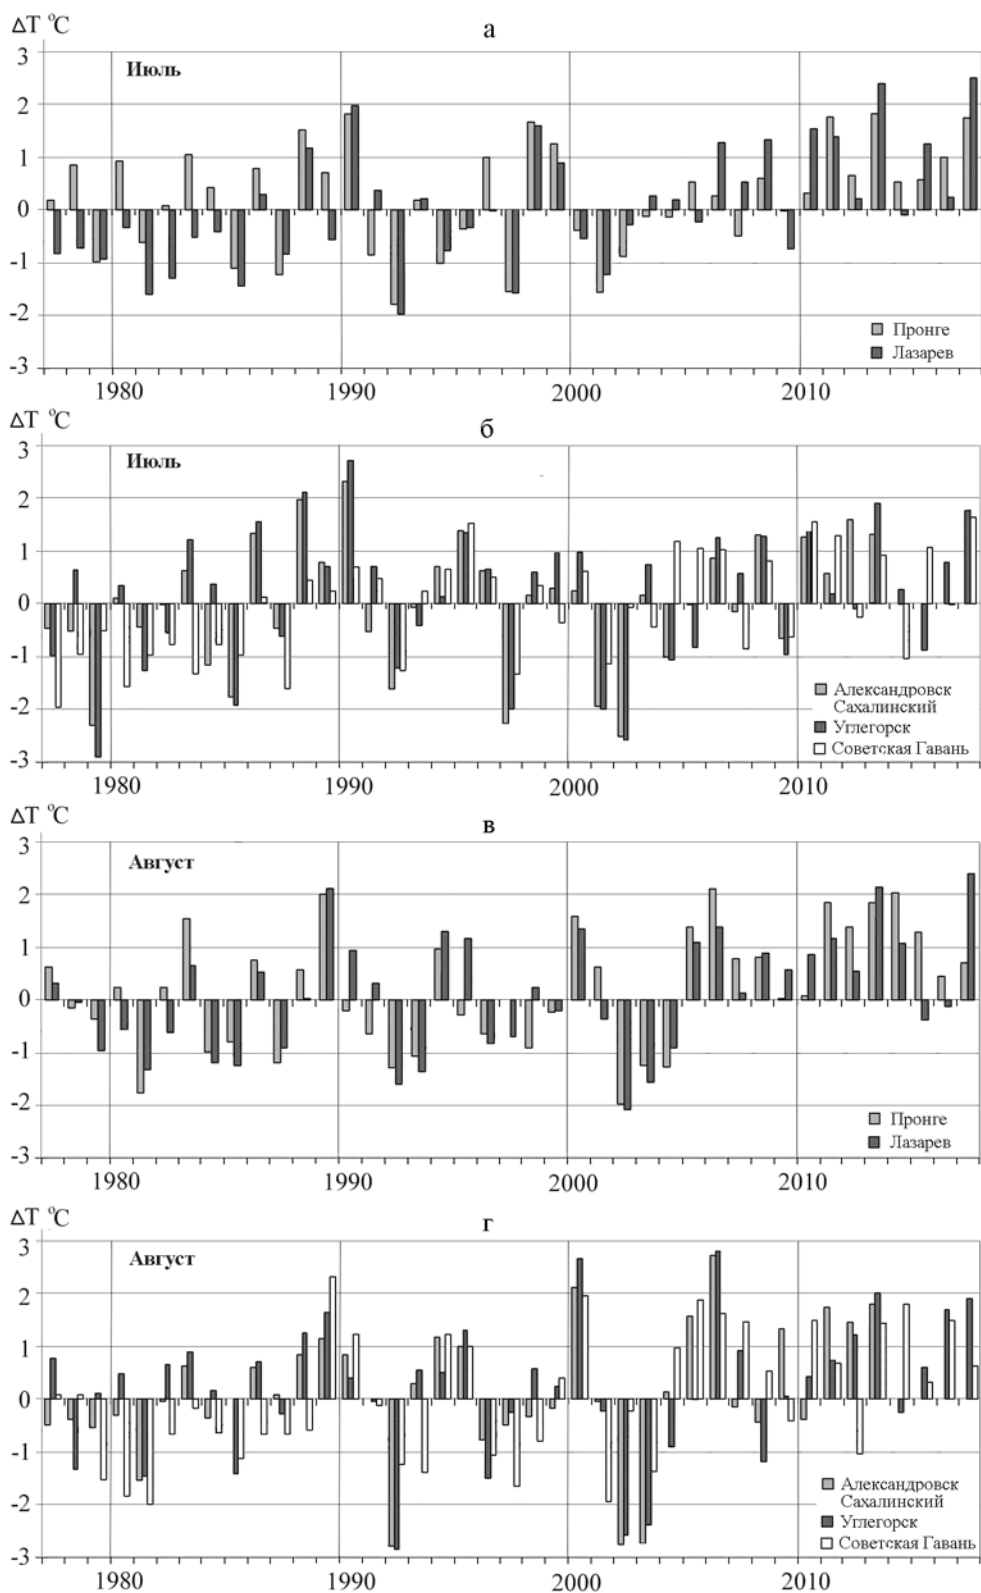 ΔT °C
а
3
Июль
2
1
0
-1
-2
Пронге
Лазарев
-3
1980 1990 2000 2010
ΔT °C
б
3
Июль
2
1
0
-1
Александровск
Сахалинский
-2
Углегорск
Советская Гавань
-3
1980 1990 2000 2010
ΔT °C
в
3
Август
2
1
0
-1
-2
Пронге
Лазарев
-3
1980 1990 2000 2010
ΔT °C
г
3
Август
2
1
0
-1
Александровск
Сахалинский
-2
Углегорск
Советская Гавань
-3
1980 1990 2000 2010